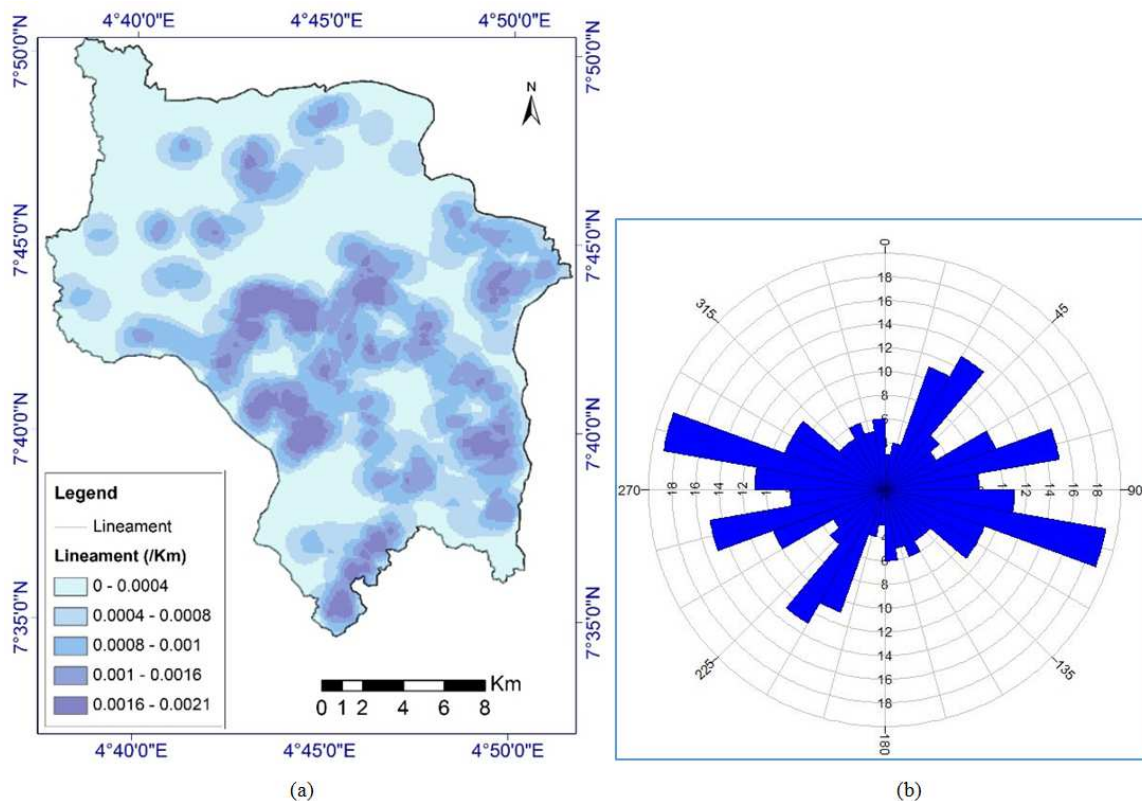 4°40'0"E 4°45'0"E 4°50'0"E
7°50'0"N 7°50'0"N
N
7°45'0"N 7°45'0"N
7°40'0"N 7°40'0"N
7°35'0"N 7°35'0"N
Legend
Lineament
Lineament (/Km)
0 - 0.0004
0.0004 - 0.0008
0.0008 - 0.001
0.001 - 0.0016
0.0016 - 0.0021
Km
0 1 2 4 6 8
4°40'0"E 4°45'0"E 4°50'0"E
(a)
0
18
16
14
12
10
8
315 45
270 18 16 14 12 12 14 16 18 90
4
6
8
10
12
14
16
18
225 135
180
(b)